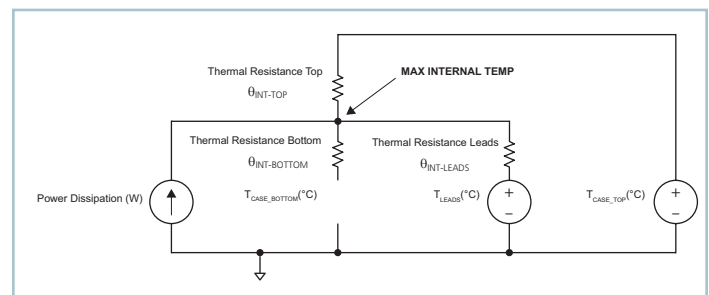 Thermal Resistance Top
θINT-TOP
MAX INTERNAL TEMP
Thermal Resistance Bottom
θINT-BOTTOM
Thermal Resistance Leads
θINT-LEADS
Power Dissipation (W)
TCASE_BOTTOM(°C)
TLEADS(°C)
+
–
TCASE_TOP(°C)
+
–